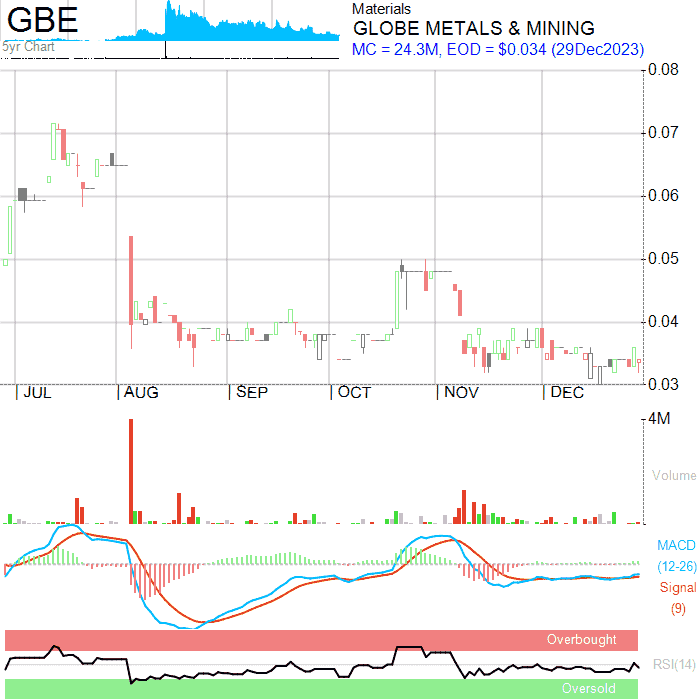 GBE
5yr Chart
Materials
GLOBE METALS & MINING
MC = 24.3M, EOD = $0.034 (29Dec2023)
0.08
0.07
0.06
0.05
0.04
0.03
JUL AUG SEP OCT NOV DEC
4M
Volume
MACD
(12-26)
Signal
(9)
Overbought
RSI(14)
Oversold